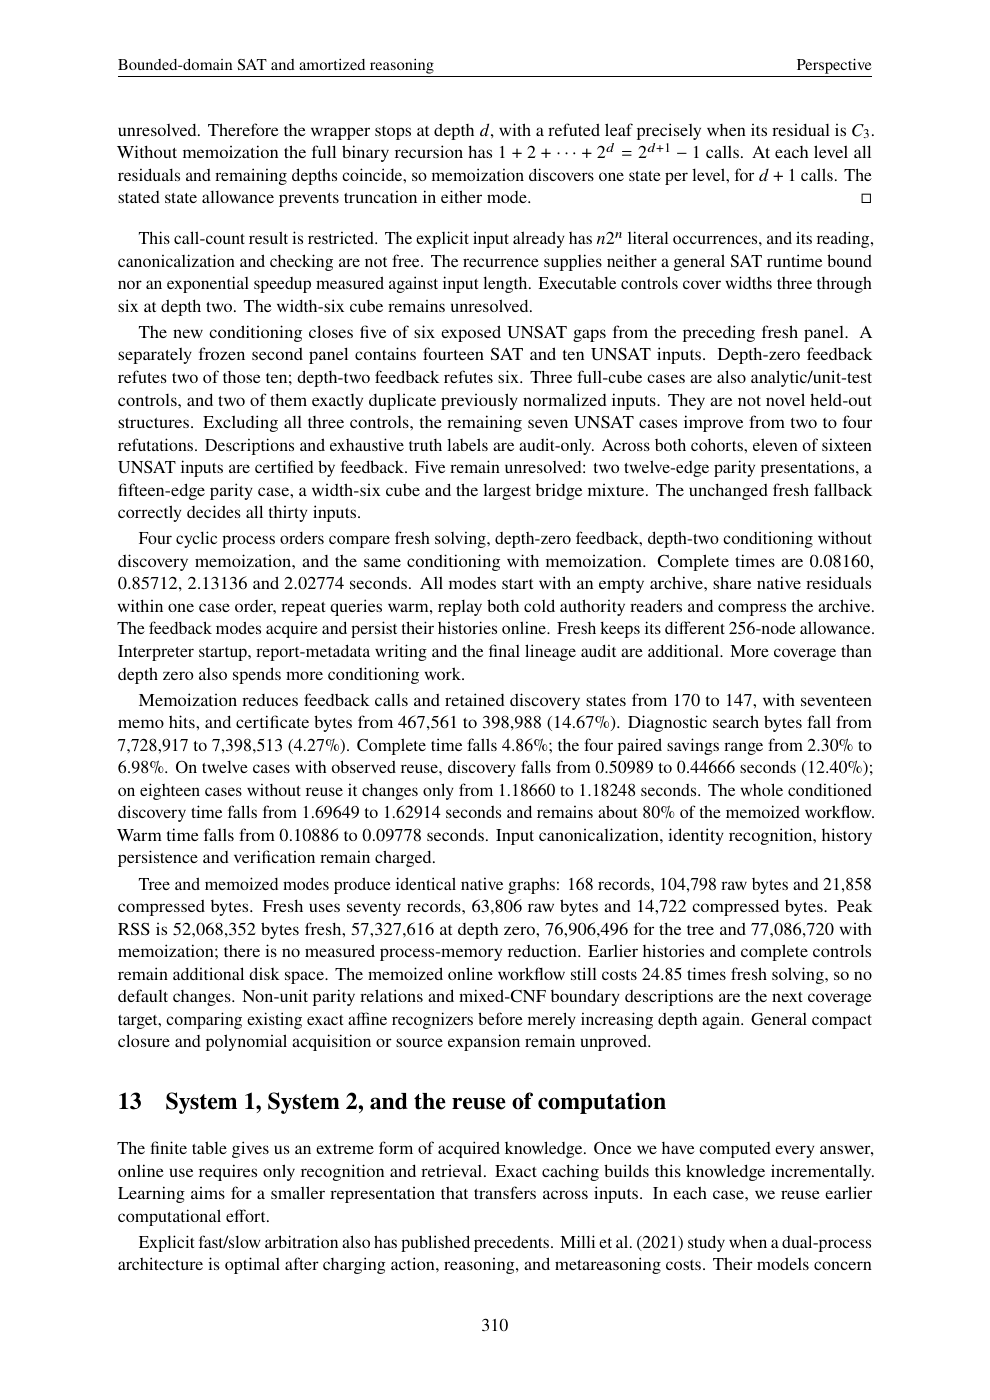 Bounded-domain SAT and amortized reasoning Perspective
unresolved. Therefore the wrapper stops at depth d, with a refuted leaf precisely when its residual is C₃.
Without memoization the full binary recursion has 1 + 2 + · · · + 2ᵈ = 2ᵈ⁺¹ − 1 calls. At each level all
residuals and remaining depths coincide, so memoization discovers one state per level, for d + 1 calls. The
stated state allowance prevents truncation in either mode. □
This call-count result is restricted. The explicit input already has n2ⁿ literal occurrences, and its reading,
canonicalization and checking are not free. The recurrence supplies neither a general SAT runtime bound
nor an exponential speedup measured against input length. Executable controls cover widths three through
six at depth two. The width-six cube remains unresolved.
The new conditioning closes five of six exposed UNSAT gaps from the preceding fresh panel. A
separately frozen second panel contains fourteen SAT and ten UNSAT inputs. Depth-zero feedback
refutes two of those ten; depth-two feedback refutes six. Three full-cube cases are also analytic/unit-test
controls, and two of them exactly duplicate previously normalized inputs. They are not novel held-out
structures. Excluding all three controls, the remaining seven UNSAT cases improve from two to four
refutations. Descriptions and exhaustive truth labels are audit-only. Across both cohorts, eleven of sixteen
UNSAT inputs are certified by feedback. Five remain unresolved: two twelve-edge parity presentations, a
fifteen-edge parity case, a width-six cube and the largest bridge mixture. The unchanged fresh fallback
correctly decides all thirty inputs.
Four cyclic process orders compare fresh solving, depth-zero feedback, depth-two conditioning without
discovery memoization, and the same conditioning with memoization. Complete times are 0.08160,
0.85712, 2.13136 and 2.02774 seconds. All modes start with an empty archive, share native residuals
within one case order, repeat queries warm, replay both cold authority readers and compress the archive.
The feedback modes acquire and persist their histories online. Fresh keeps its different 256-node allowance.
Interpreter startup, report-metadata writing and the final lineage audit are additional. More coverage than
depth zero also spends more conditioning work.
Memoization reduces feedback calls and retained discovery states from 170 to 147, with seventeen
memo hits, and certificate bytes from 467,561 to 398,988 (14.67%). Diagnostic search bytes fall from
7,728,917 to 7,398,513 (4.27%). Complete time falls 4.86%; the four paired savings range from 2.30% to
6.98%. On twelve cases with observed reuse, discovery falls from 0.50989 to 0.44666 seconds (12.40%);
on eighteen cases without reuse it changes only from 1.18660 to 1.18248 seconds. The whole conditioned
discovery time falls from 1.69649 to 1.62914 seconds and remains about 80% of the memoized workflow.
Warm time falls from 0.10886 to 0.09778 seconds. Input canonicalization, identity recognition, history
persistence and verification remain charged.
Tree and memoized modes produce identical native graphs: 168 records, 104,798 raw bytes and 21,858
compressed bytes. Fresh uses seventy records, 63,806 raw bytes and 14,722 compressed bytes. Peak
RSS is 52,068,352 bytes fresh, 57,327,616 at depth zero, 76,906,496 for the tree and 77,086,720 with
memoization; there is no measured process-memory reduction. Earlier histories and complete controls
remain additional disk space. The memoized online workflow still costs 24.85 times fresh solving, so no
default changes. Non-unit parity relations and mixed-CNF boundary descriptions are the next coverage
target, comparing existing exact affine recognizers before merely increasing depth again. General compact
closure and polynomial acquisition or source expansion remain unproved.
13 System 1, System 2, and the reuse of computation
The finite table gives us an extreme form of acquired knowledge. Once we have computed every answer,
online use requires only recognition and retrieval. Exact caching builds this knowledge incrementally.
Learning aims for a smaller representation that transfers across inputs. In each case, we reuse earlier
computational effort.
Explicit fast/slow arbitration also has published precedents. Milli et al. (2021) study when a dual-process
architecture is optimal after charging action, reasoning, and metareasoning costs. Their models concern
310